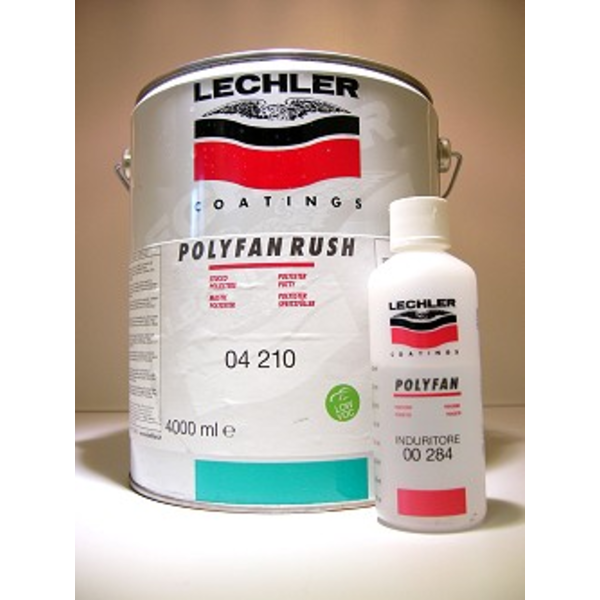 LECHLER
COATINGS
POLYFAN RUSH
STUCCO POLYESTER
POLIESTERE PUTTY
MASTIC POLYESTER
POLYESTER SPRITZFÜLLER
04 210
LOW
VOC
4000 ml e
LECHLER
COATINGS
POLYFAN
INDURITORE
00 284